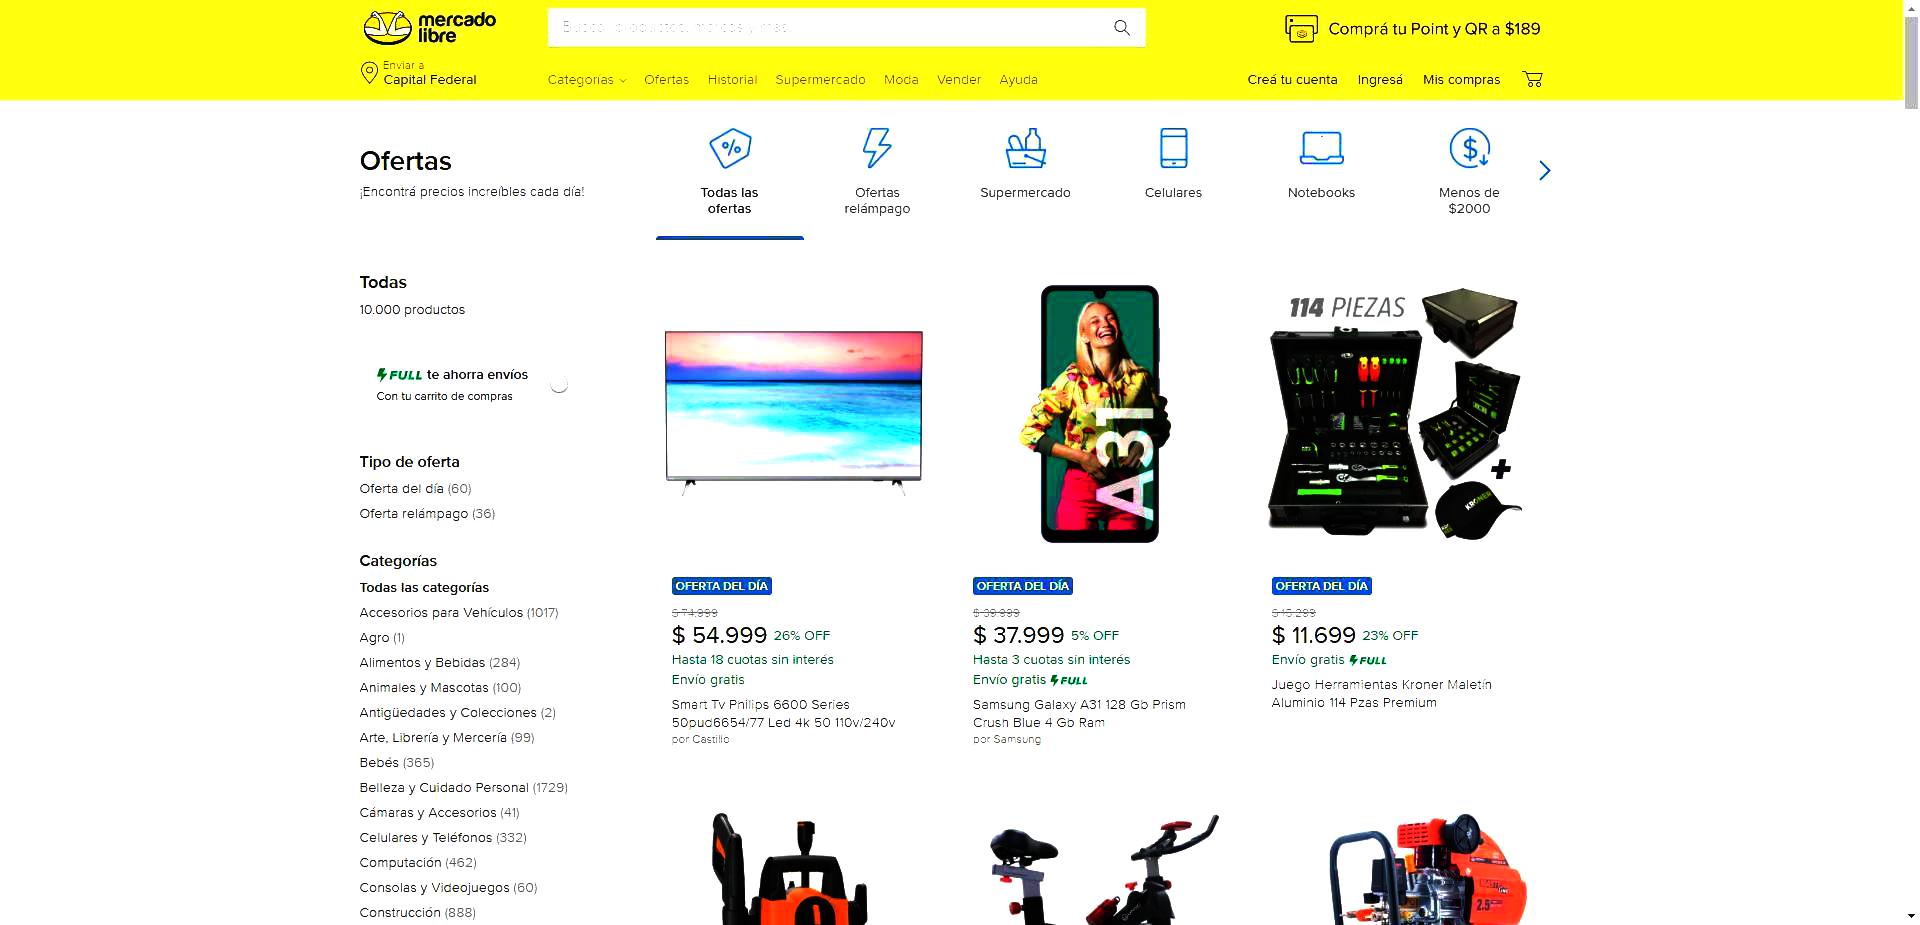 mercado
libre
Buscar productos, marcas y más
Comprá tu Point y QR a $189
Enviar a
Capital Federal
Categorías
Ofertas
Historial
Supermercado
Moda
Vender
Ayuda
Creá tu cuenta
Ingresá
Mis compras
Ofertas
¡Encontrá precios increíbles cada día!
Todas las
ofertas
Ofertas
relámpago
Supermercado
Celulares
Notebooks
Menos de
$2000
Todas
10.000 productos
FULL te ahorra envíos
Con tu carrito de compras
Tipo de oferta
Oferta del día (60)
Oferta relámpago (36)
Categorías
Todas las categorías
Accesorios para Vehículos (1017)
Agro (1)
Alimentos y Bebidas (284)
Animales y Mascotas (100)
Antigüedades y Colecciones (2)
Arte, Librería y Mercería (99)
Bebés (365)
Belleza y Cuidado Personal (1729)
Cámaras y Accesorios (41)
Celulares y Teléfonos (332)
Computación (462)
Consolas y Videojuegos (60)
Construcción (888)
OFERTA DEL DÍA
$ 74.999
$ 54.999 26% OFF
Hasta 18 cuotas sin interés
Envío gratis
Smart Tv Philips 6600 Series
50pud6654/77 Led 4k 50 110v/240v
por Castillo
A31
OFERTA DEL DÍA
$ 39.999
$ 37.999 5% OFF
Hasta 3 cuotas sin interés
Envío gratis FULL
Samsung Galaxy A31 128 Gb Prism
Crush Blue 4 Gb Ram
por Samsung
114 PIEZAS
+
KRONER
OFERTA DEL DÍA
$ 15.299
$ 11.699 23% OFF
Envío gratis FULL
Juego Herramientas Kroner Maletín
Aluminio 114 Pzas Premium
2.5